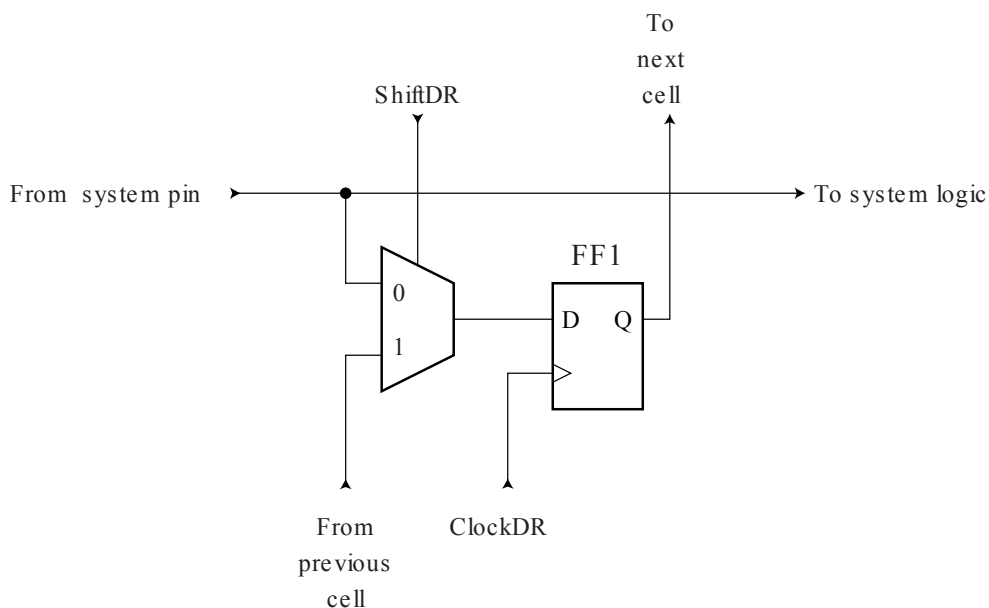 To
next
cell
ShiftDR
From system pin
To system logic
FF1
0
D Q
1
From
previous
cell
ClockDR